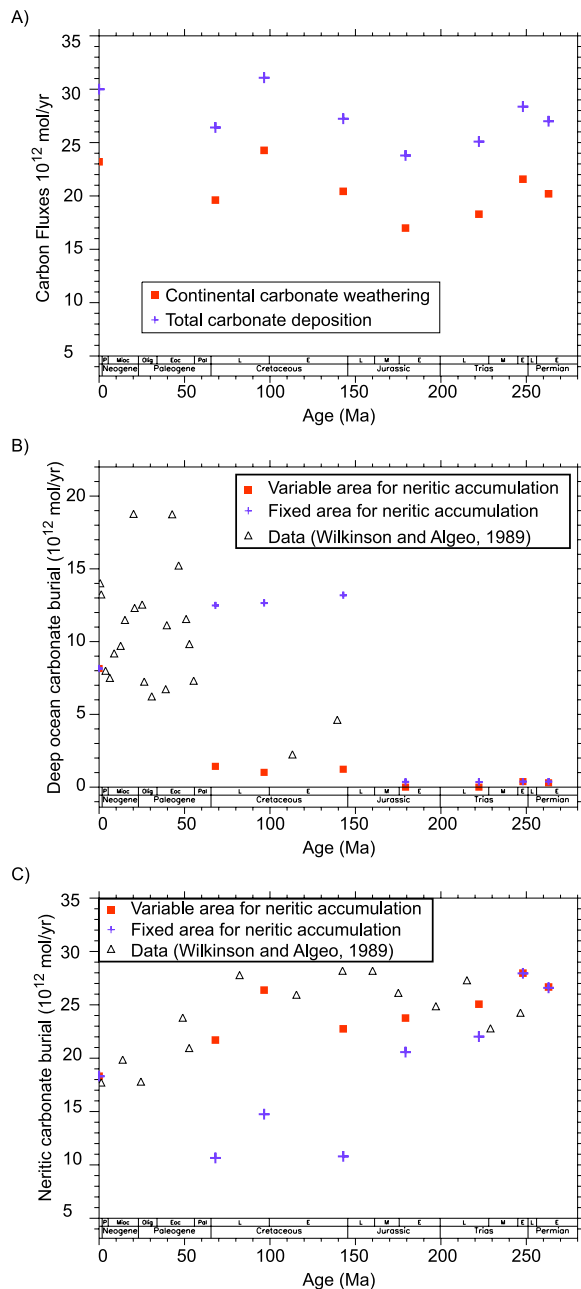 A)
35
30
25
20
15
10
5
Carbon Fluxes 10^12 mol/yr
Continental carbonate weathering
Total carbonate deposition
P Mioc Olig Eoc Pal L E L M E L M E L E
Neogene Paleogene Cretaceous Jurassic Trias Permian
0 50 100 150 200 250
Age (Ma)
B)
20
15
10
5
0
Deep ocean carbonate burial (10^12 mol/yr)
Variable area for neritic accumulation
Fixed area for neritic accumulation
Data (Wilkinson and Algeo, 1989)
P Mioc Olig Eoc Pal L E L M E L M E L E
Neogene Paleogene Cretaceous Jurassic Trias Permian
0 50 100 150 200 250
Age (Ma)
C)
35
30
25
20
15
10
5
Neritic carbonate burial (10^12 mol/yr)
Variable area for neritic accumulation
Fixed area for neritic accumulation
Data (Wilkinson and Algeo, 1989)
P Mioc Olig Eoc Pal L E L M E L M E L E
Neogene Paleogene Cretaceous Jurassic Trias Permian
0 50 100 150 200 250
Age (Ma)